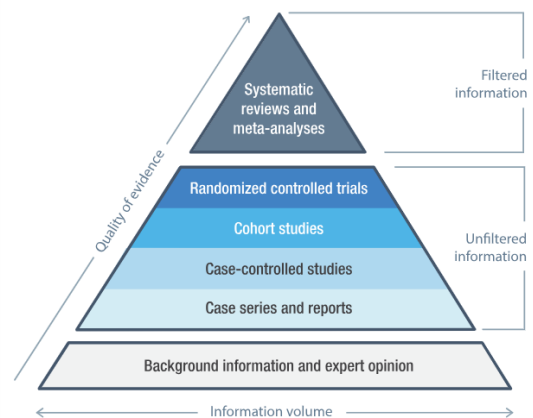 Systematic
reviews and
meta-analyses
Filtered
information
Quality of evidence
Randomized controlled trials
Cohort studies
Case-controlled studies
Case series and reports
Unfiltered
information
Background information and expert opinion
Information volume